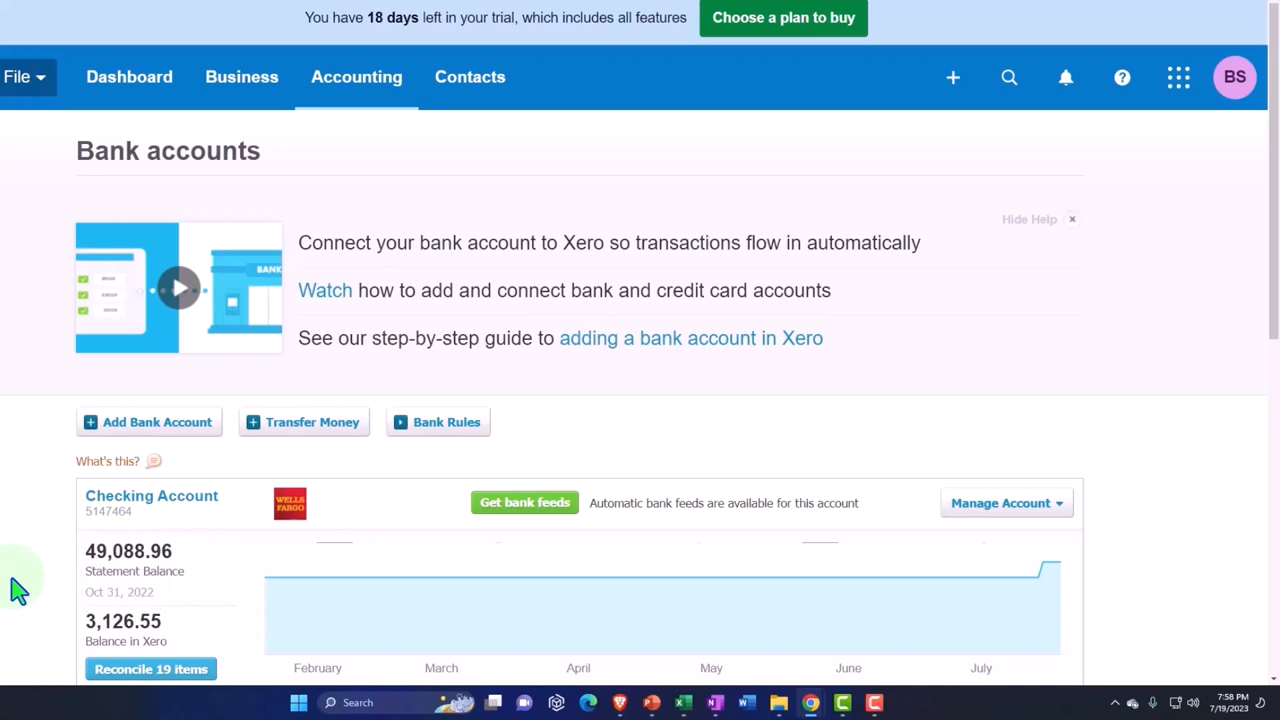 You have 18 days left in your trial, which includes all features
Choose a plan to buy
File
Dashboard
Business
Accounting
Contacts
BS
Bank accounts
Hide Help
BANK
Connect your bank account to Xero so transactions flow in automatically
Watch how to add and connect bank and credit card accounts
See our step-by-step guide to adding a bank account in Xero
Add Bank Account
Transfer Money
Bank Rules
What's this?
Checking Account
5147464
WELLS
FARGO
Get bank feeds
Automatic bank feeds are available for this account
Manage Account
49,088.96
Statement Balance
Oct 31, 2022
3,126.55
Balance in Xero
Reconcile 19 items
February
March
April
May
June
July
Search
7:58 PM
7/19/2023